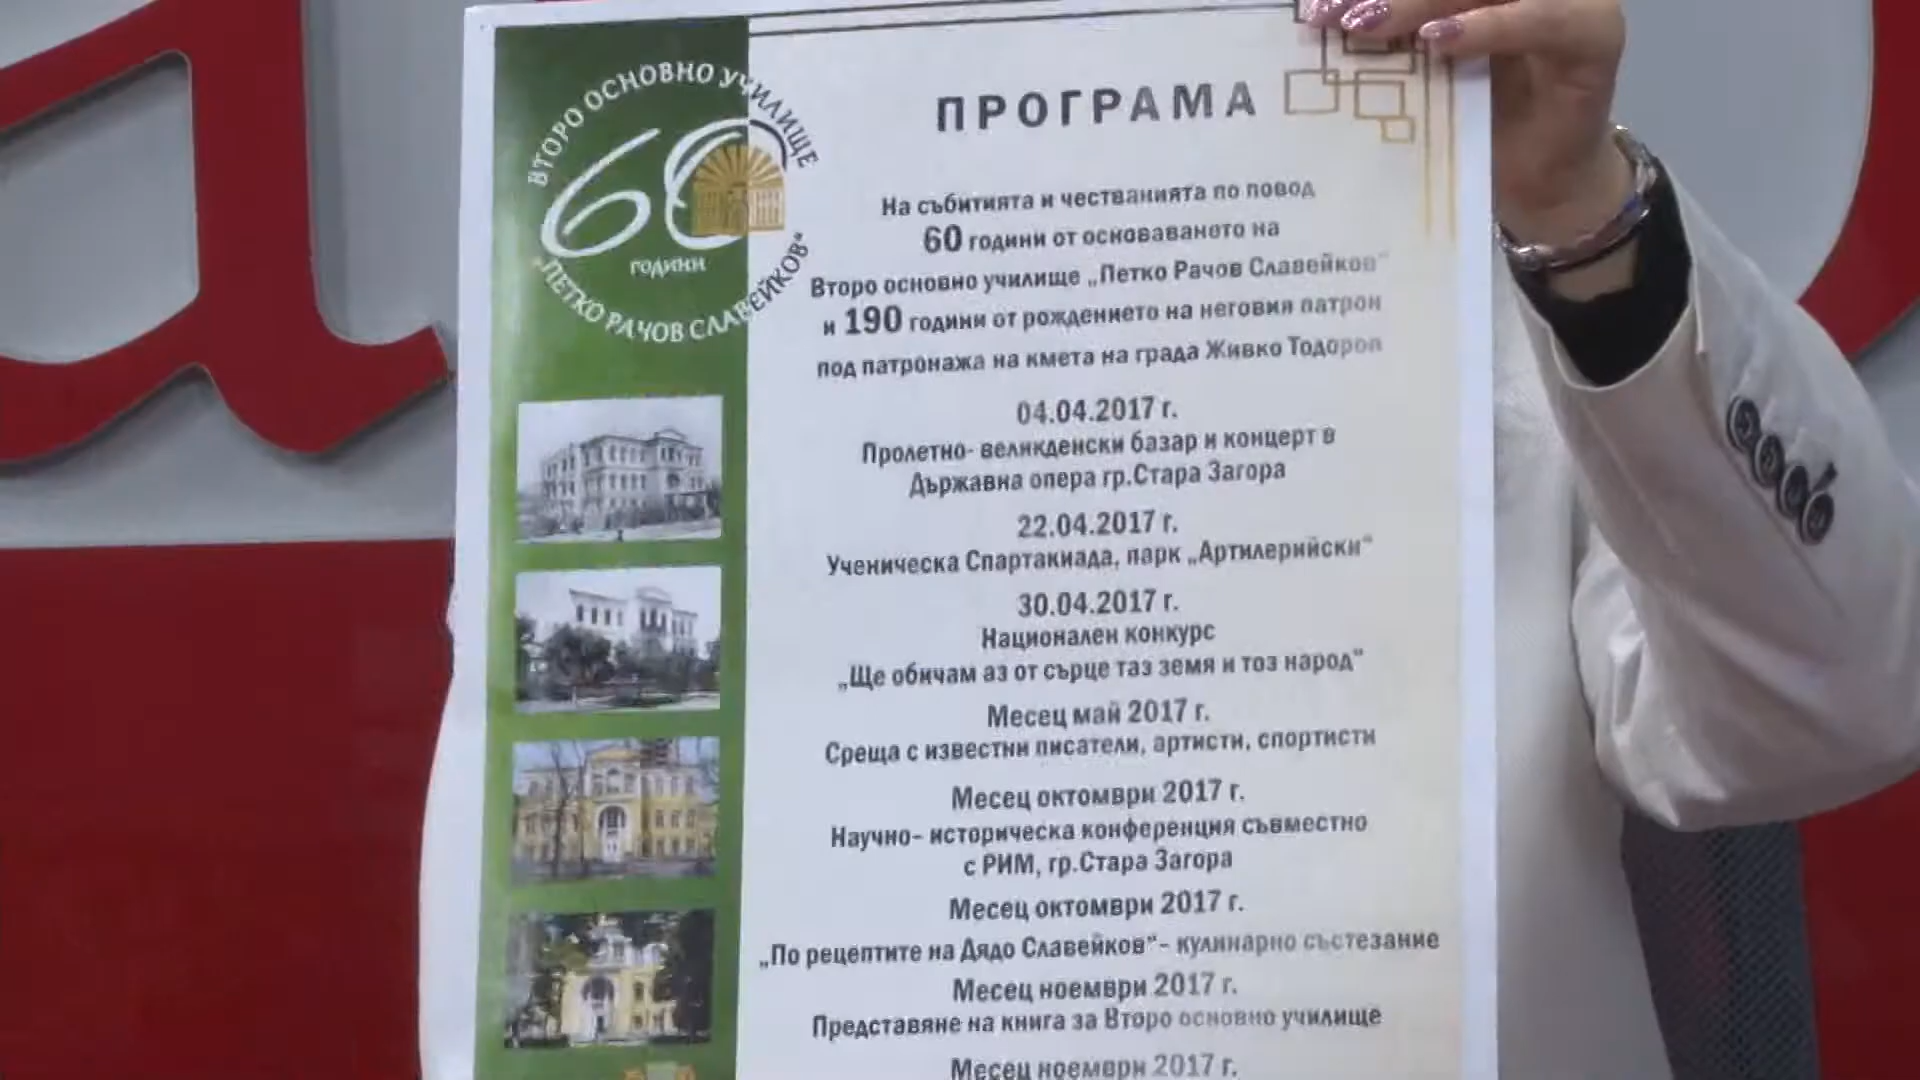 ВТОРО ОСНОВНО УЧИЛИЩЕ
60
ГОДИНИ
„ПЕТКО РАЧОВ СЛАВЕЙКОВ“
ПРОГРАМА
На събитията и честванията по повод
60 години от основаването на
Второ основно училище „Петко Рачов Славейков“
и 190 години от рождението на неговия патрон
под патронажа на кмета на града Живко Тодоров
04.04.2017 г.
Пролетно- великденски базар и концерт в
Държавна опера гр.Стара Загора
22.04.2017 г.
Ученическа Спартакиада, парк „Артилерийски“
30.04.2017 г.
Национален конкурс
„Ще обичам аз от сърце таз земя и тоз народ“
Месец май 2017 г.
Среща с известни писатели, артисти, спортисти
Месец октомври 2017 г.
Научно- историческа конференция съвместно
с РИМ, гр.Стара Загора
Месец октомври 2017 г.
„По рецептите на Дядо Славейков“- кулинарно състезание
Месец ноември 2017 г.
Представяне на книга за Второ основно училище
Месец ноември 2017 г.